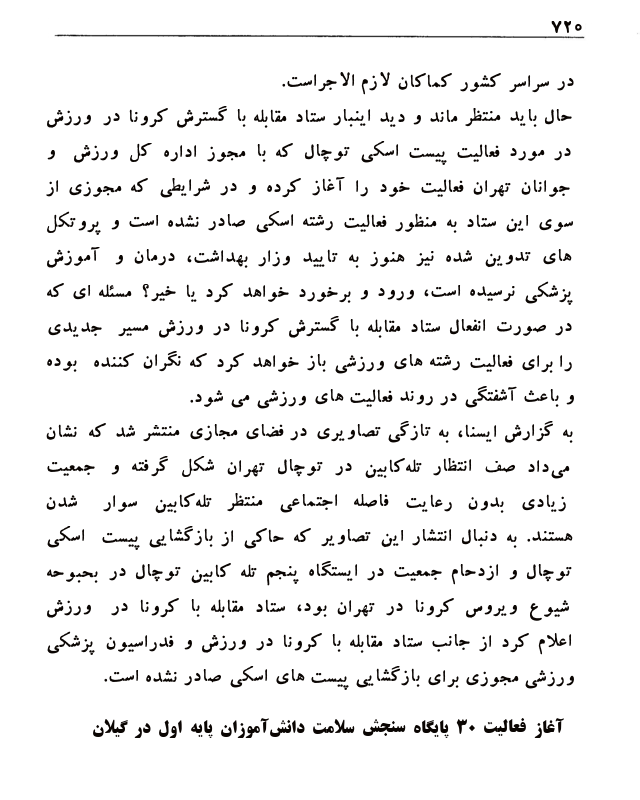 ۷۲۰
در سراسر کشور کماکان لازم الاجراست.
حال باید منتظر ماند و دید اینبار ستاد مقابله با گسترش کرونا در ورزش
در مورد فعالیت پیست اسکی توچال که با مجوز اداره کل ورزش و
جوانان تهران فعالیت خود را آغاز کرده و در شرایطی که مجوزی از
سوی این ستاد به منظور فعالیت رشته اسکی صادر نشده است و پروتکل
های تدوین شده نیز هنوز به تایید وزار بهداشت، درمان و آموزش
پزشکی نرسیده است، ورود و برخورد خواهد کرد یا خیر؟ مسئله ای که
در صورت انفعال ستاد مقابله با گسترش کرونا در ورزش مسیر جدیدی
را برای فعالیت رشته های ورزشی باز خواهد کرد که نگران کننده بوده
و باعث آشفتگی در روند فعالیت های ورزشی می شود.
به گزارش ایسنا، به تازگی تصاویری در فضای مجازی منتشر شد که نشان
می‌داد صف انتظار تله‌کابین در توچال تهران شکل گرفته و جمعیت
زیادی بدون رعایت فاصله اجتماعی منتظر تله‌کابین سوار شدن
هستند. به دنبال انتشار این تصاویر که حاکی از بازگشایی پیست اسکی
توچال و ازدحام جمعیت در ایستگاه پنجم تله کابین توچال در بحبوحه
شیوع ویروس کرونا در تهران بود، ستاد مقابله با کرونا در ورزش
اعلام کرد از جانب ستاد مقابله با کرونا در ورزش و فدراسیون پزشکی
ورزشی مجوزی برای بازگشایی پیست های اسکی صادر نشده است.
آغاز فعالیت ۳۰ پایگاه سنجش سلامت دانش‌آموزان پایه اول در گیلان